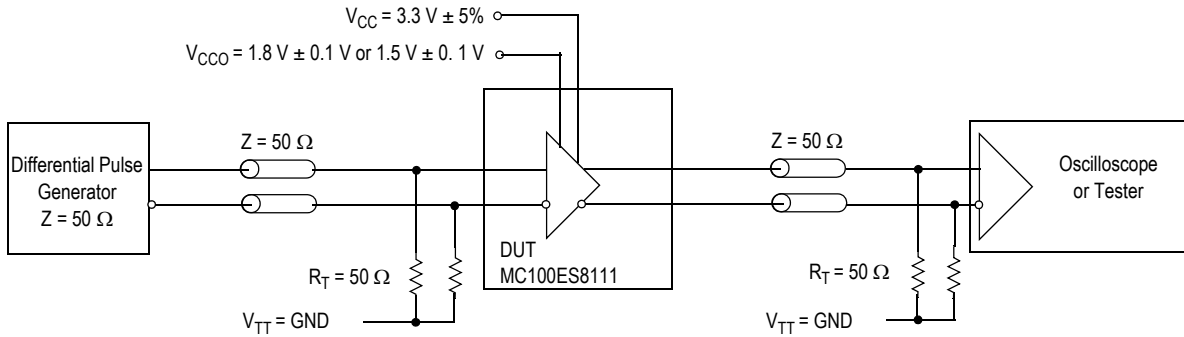 V_CC = 3.3 V ± 5%
V_CCO = 1.8 V ± 0.1 V or 1.5 V ± 0. 1 V
Differential Pulse
Generator
Z = 50 Ω
Z = 50 Ω
Z = 50 Ω
Oscilloscope
or Tester
DUT
MC100ES8111
R_T = 50 Ω
R_T = 50 Ω
V_TT = GND
V_TT = GND